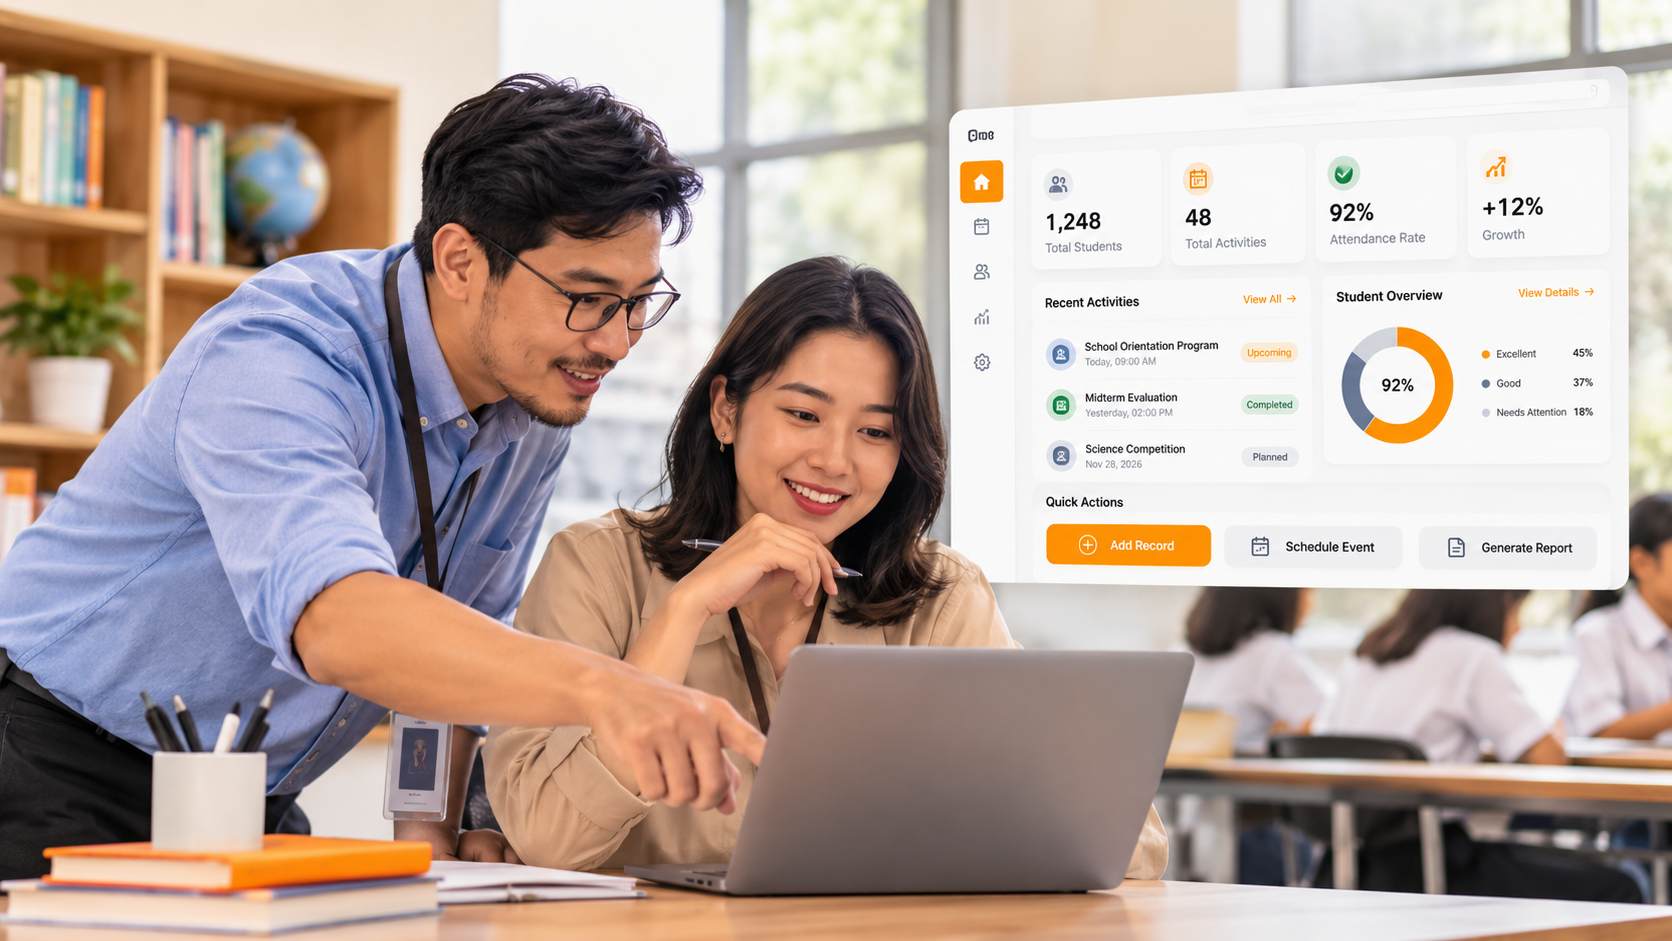 1,248
Total Students
48
Total Activities
92%
Attendance Rate
+12%
Growth
Recent Activities
View All →
School Orientation Program
Today, 09:00 AM
Upcoming
Midterm Evaluation
Yesterday, 02:00 PM
Completed
Science Competition
Nov 28, 2026
Planned
Student Overview
View Details →
92%
Excellent 45%
Good 37%
Needs Attention 18%
Quick Actions
Add Record
Schedule Event
Generate Report